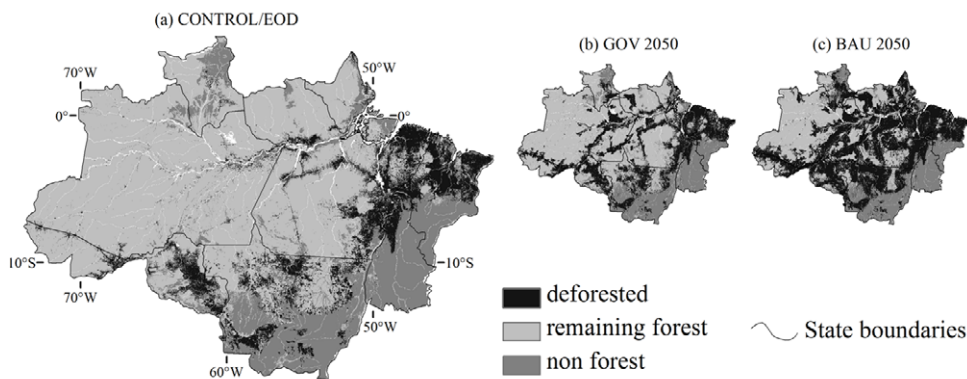 (a) CONTROL/EOD
70°W
50°W
0°
0°
10°S
10°S
70°W
50°W
60°W
(b) GOV 2050
(c) BAU 2050
deforested
remaining forest
non forest
State boundaries